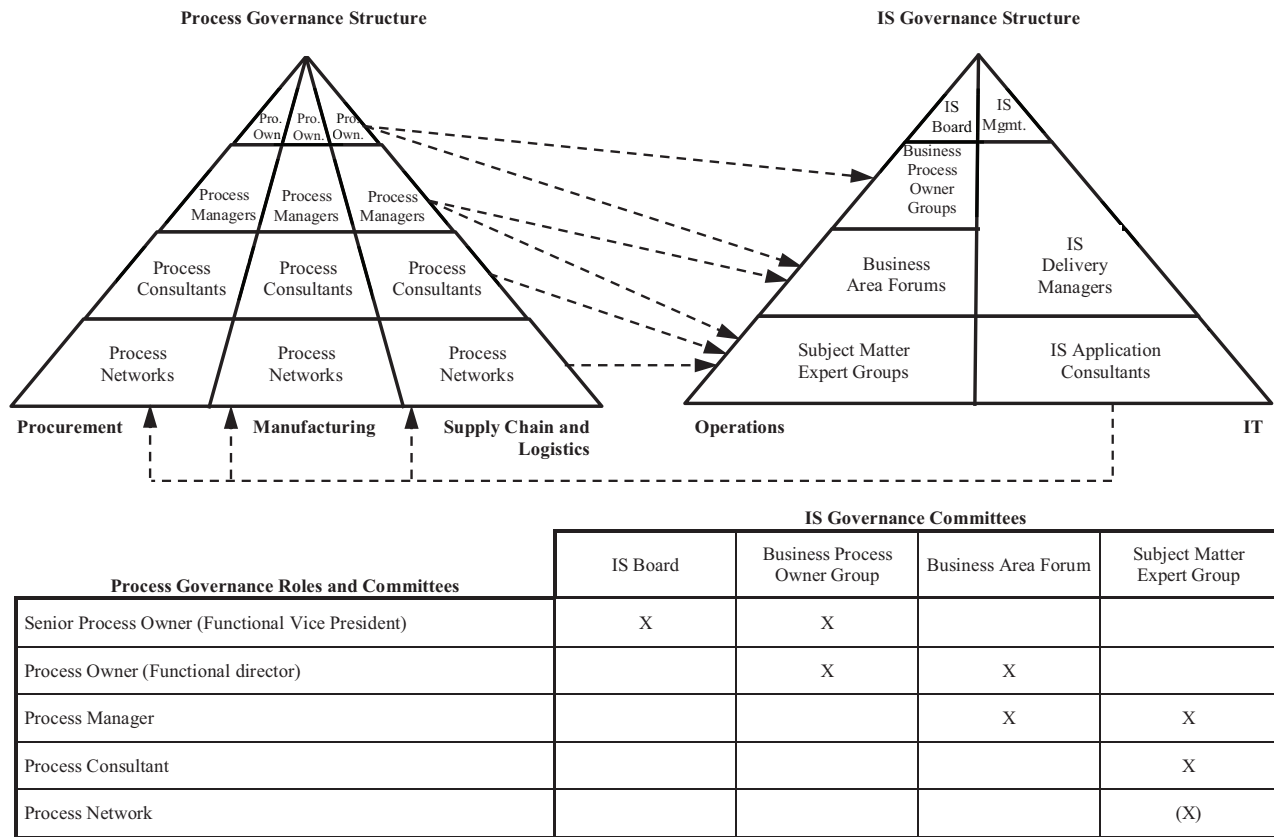 Process Governance Structure
IS Governance Structure
Pro.
Own.
Pro.
Own.
Pro.
Own.
Process
Managers
Process
Managers
Process
Managers
Process
Consultants
Process
Consultants
Process
Consultants
Process
Networks
Process
Networks
Process
Networks
Procurement
Manufacturing
Supply Chain and
Logistics
IS
Board
IS
Mgmt.
Business
Process
Owner
Groups
Business
Area Forums
IS
Delivery
Managers
Subject Matter
Expert Groups
IS Application
Consultants
Operations
IT
IS Governance Committees
Process Governance Roles and Committees
IS Board
Business Process
Owner Group
Business Area Forum
Subject Matter
Expert Group
Senior Process Owner (Functional Vice President) X X
Process Owner (Functional director) X X
Process Manager X X
Process Consultant X
Process Network (X)